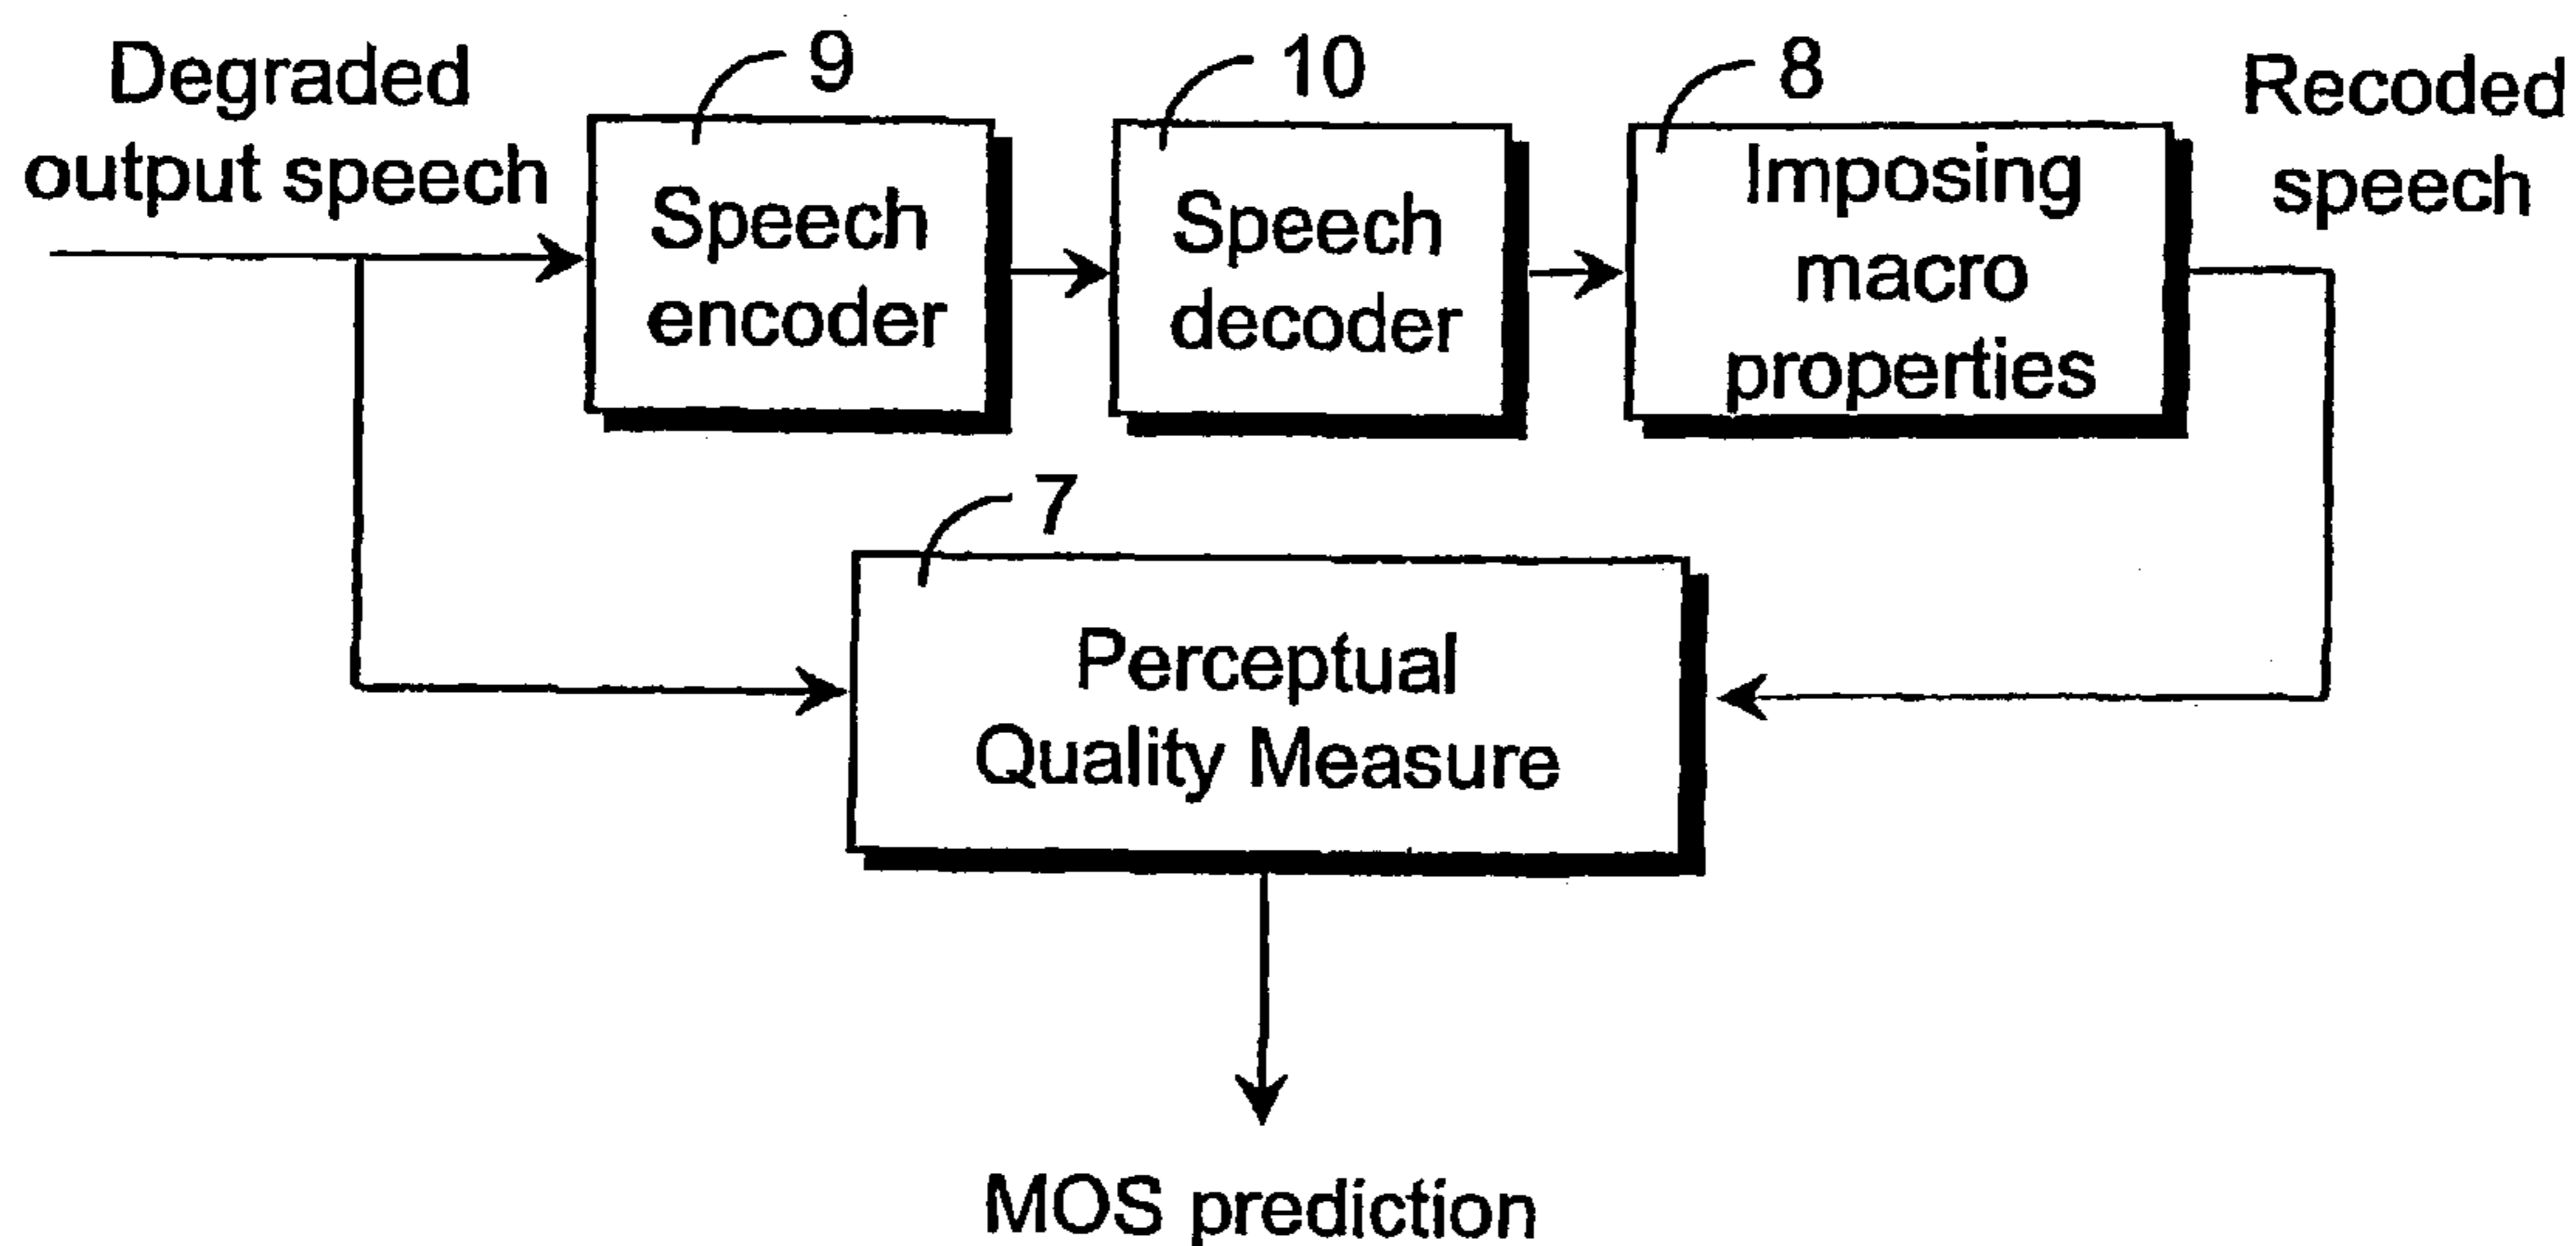 Degraded
output speech
9
Speech
encoder
10
Speech
decoder
8
Imposing
macro
properties
Recoded
speech
7
Perceptual
Quality Measure
MOS prediction